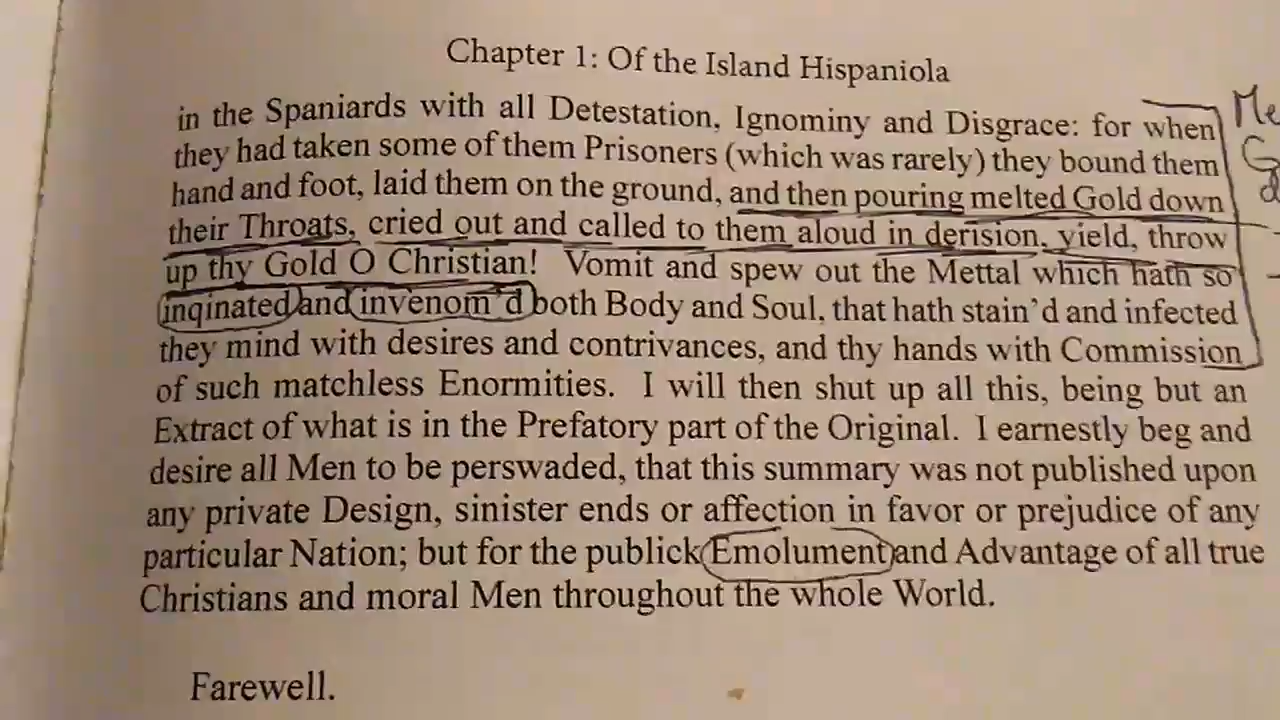 Chapter 1: Of the Island Hispaniola
in the Spaniards with all Detestation, Ignominy and Disgrace: for when
they had taken some of them Prisoners (which was rarely) they bound them
hand and foot, laid them on the ground, and then pouring melted Gold down
their Throats, cried out and called to them aloud in derision, yield, throw
up thy Gold O Christian! Vomit and spew out the Mettal which hath so
inqinated and invenom'd both Body and Soul, that hath stain'd and infected
they mind with desires and contrivances, and thy hands with Commission
of such matchless Enormities. I will then shut up all this, being but an
Extract of what is in the Prefatory part of the Original. I earnestly beg and
desire all Men to be perswaded, that this summary was not published upon
any private Design, sinister ends or affection in favor or prejudice of any
particular Nation; but for the publick Emolument and Advantage of all true
Christians and moral Men throughout the whole World.
Farewell.